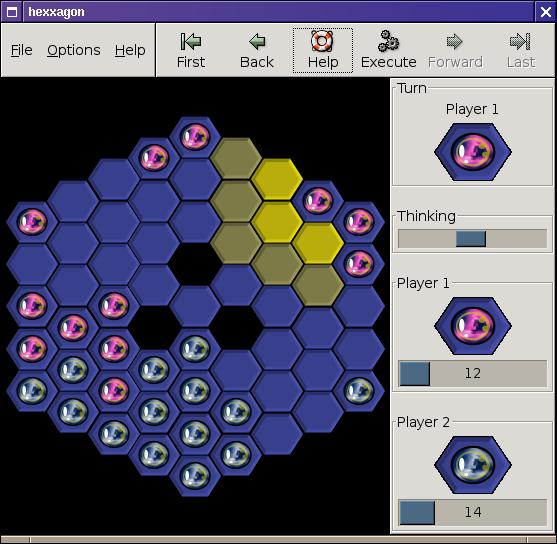 hexxagon
File Options Help
First Back Help Execute Forward Last
Turn
Player 1
Thinking
Player 1
12
Player 2
14